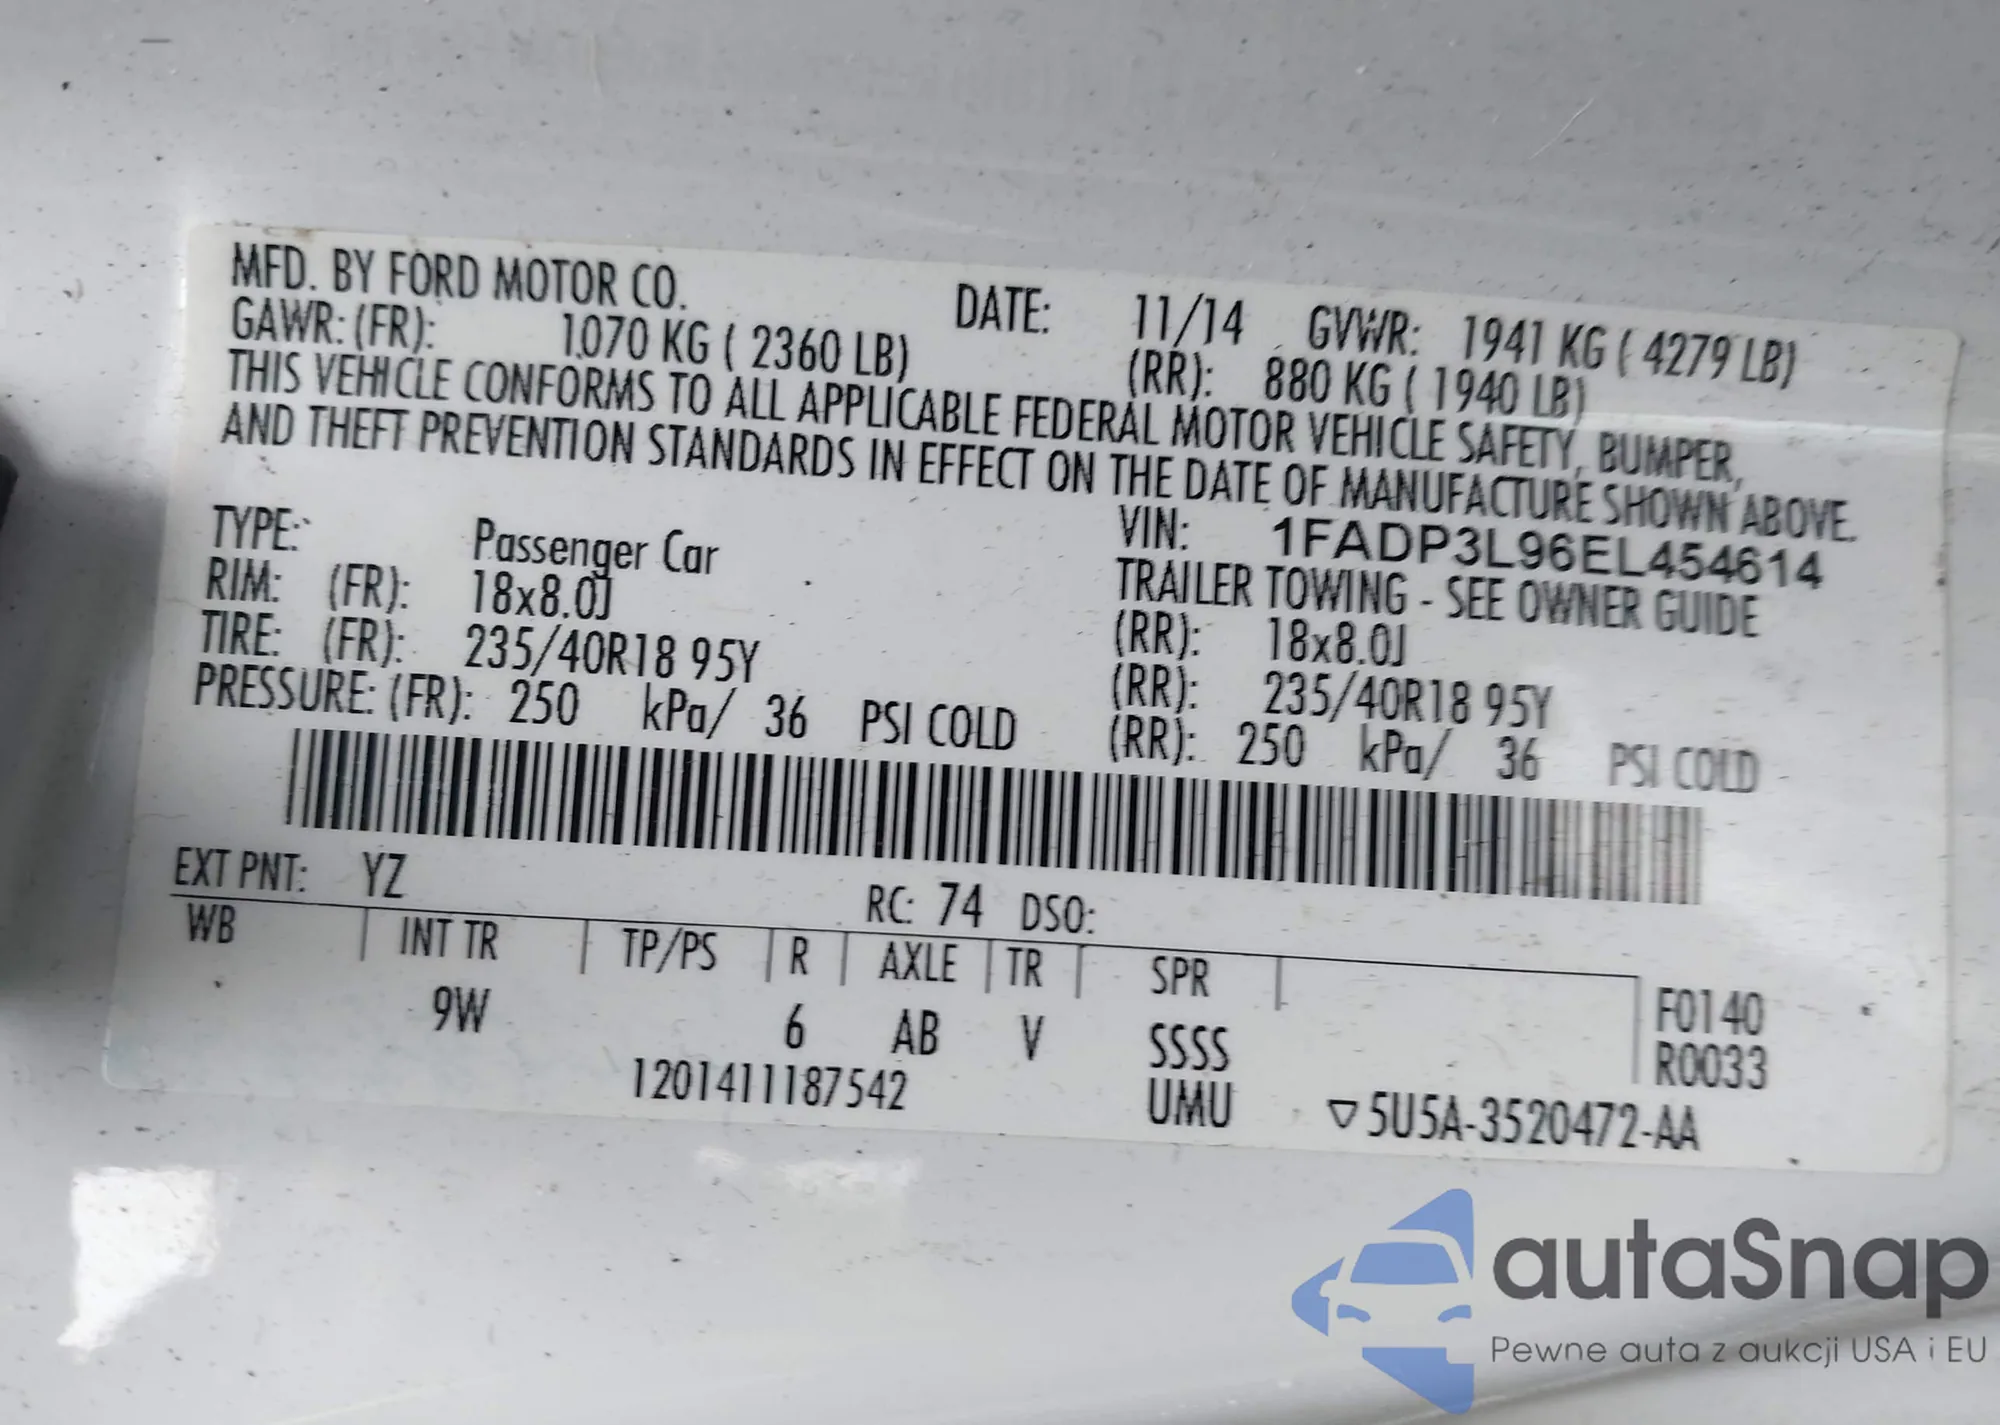 MFD. BY FORD MOTOR CO. DATE: 11/14 GVWR: 1941 KG ( 4279 LB)
GAWR: (FR): 1070 KG ( 2360 LB) (RR): 880 KG ( 1940 LB)
THIS VEHICLE CONFORMS TO ALL APPLICABLE FEDERAL MOTOR VEHICLE SAFETY, BUMPER,
AND THEFT PREVENTION STANDARDS IN EFFECT ON THE DATE OF MANUFACTURE SHOWN ABOVE.
TYPE: Passenger Car VIN: 1FADP3L96EL454614
TRAILER TOWING - SEE OWNER GUIDE
RIM: (FR): 18x8.0J (RR): 18x8.0J
TIRE: (FR): 235/40R18 95Y (RR): 235/40R18 95Y
PRESSURE: (FR): 250 kPa/ 36 PSI COLD (RR): 250 kPa/ 36 PSI COLD
EXT PNT: YZ RC: 74 DSO:
WB INT TR TP/PS R AXLE TR SPR F0140
9W 6 AB V SSSS R0033
1201411187542 UMU ▽5U5A-3520472-AA
autaSnap
Pewne auta z aukcji USA i EU